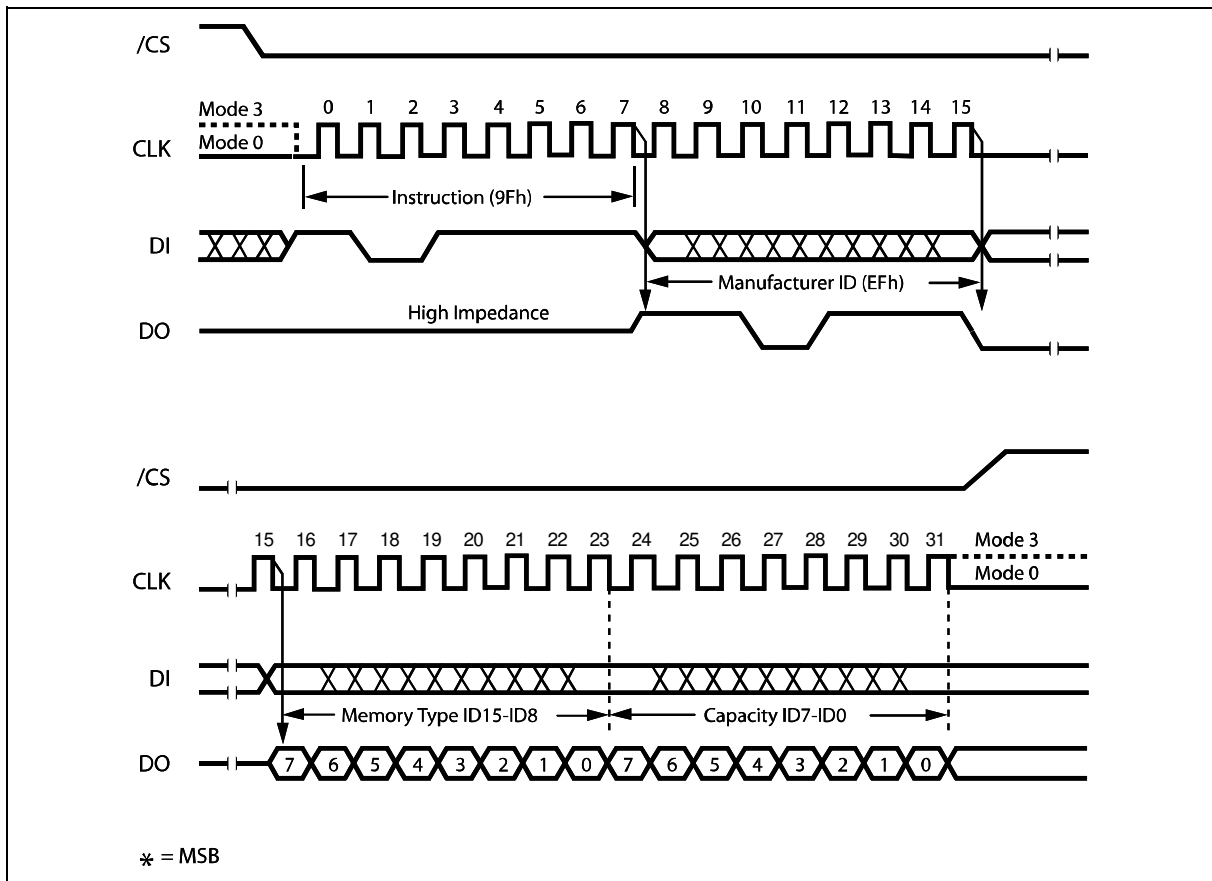 /CS
Mode 3
0 1 2 3 4 5 6 7 8 9 10 11 12 13 14 15
Mode 0
CLK
Instruction (9Fh)
DI
Manufacturer ID (EFh)
High Impedance
DO
/CS
15 16 17 18 19 20 21 22 23 24 25 26 27 28 29 30 31
Mode 3
CLK
Mode 0
DI
Memory Type ID15-ID8
Capacity ID7-ID0
DO
7 6 5 4 3 2 1 0 7 6 5 4 3 2 1 0
* = MSB